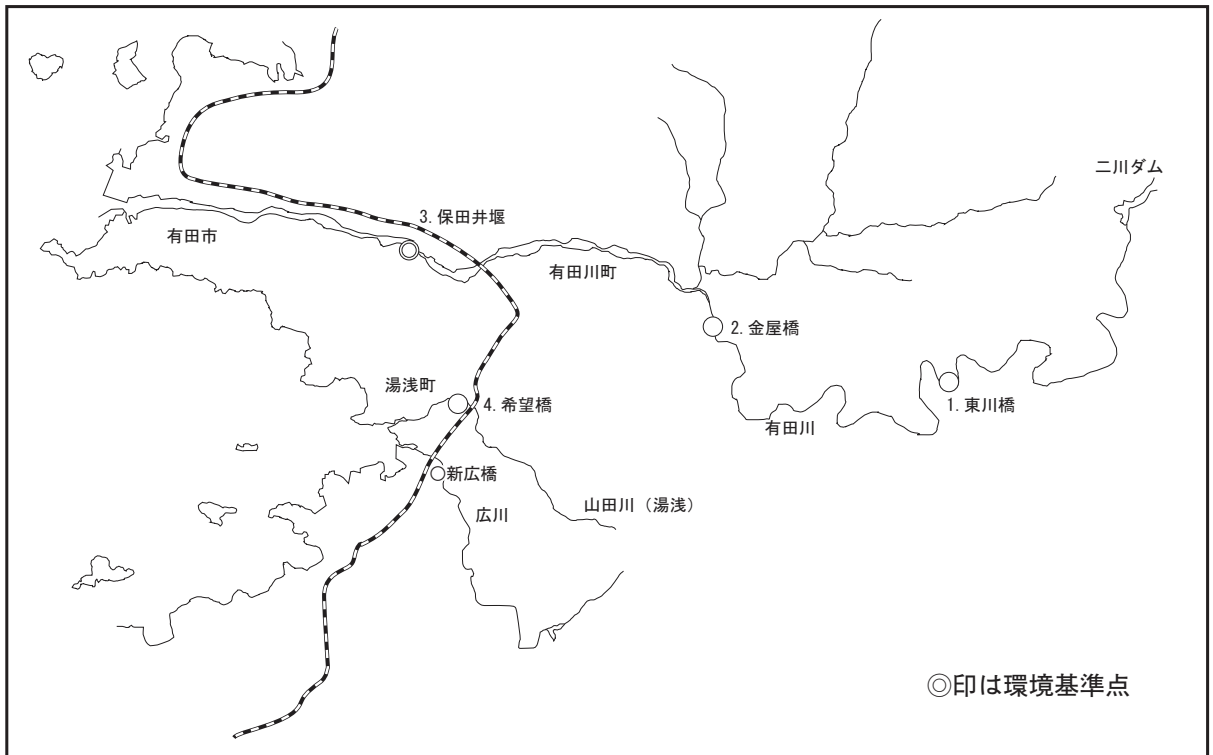 二川ダム
3.保田井堰
有田市
有田川町
2.金屋橋
湯浅町
4.希望橋
1.東川橋
有田川
新広橋
山田川（湯浅）
広川
◎印は環境基準点